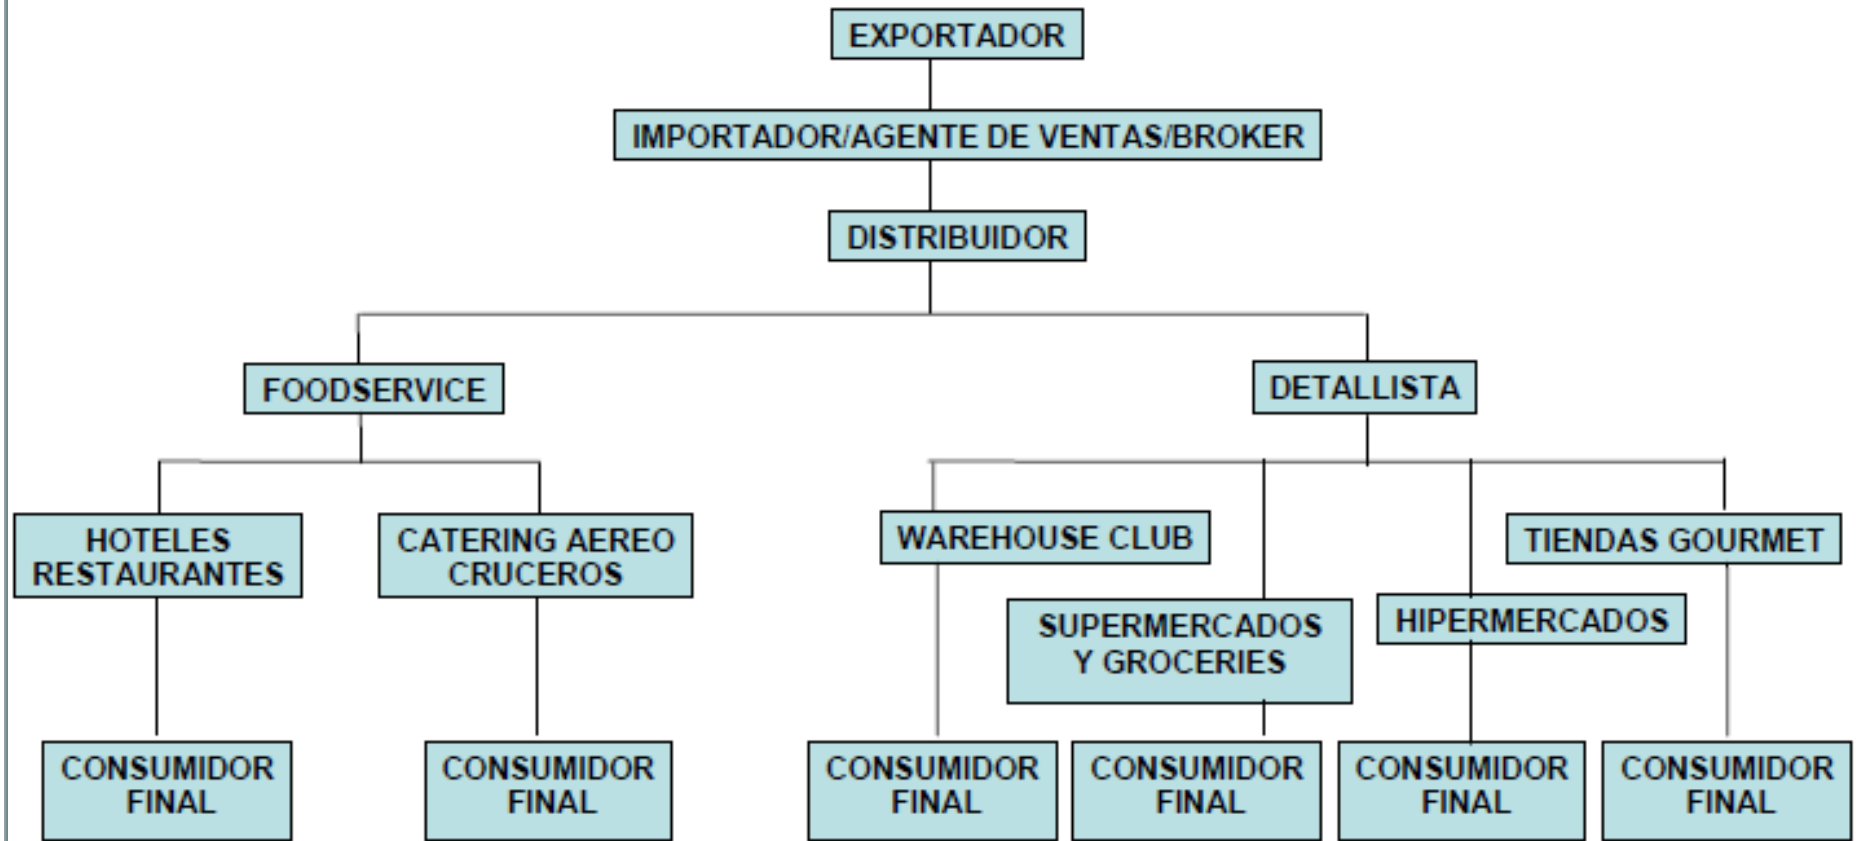 EXPORTADOR
IMPORTADOR/AGENTE DE VENTAS/BROKER
DISTRIBUIDOR
FOODSERVICE
DETALLISTA
HOTELES
RESTAURANTES
CATERING AEREO
CRUCEROS
WAREHOUSE CLUB
TIENDAS GOURMET
SUPERMERCADOS
Y GROCERIES
HIPERMERCADOS
CONSUMIDOR
FINAL
CONSUMIDOR
FINAL
CONSUMIDOR
FINAL
CONSUMIDOR
FINAL
CONSUMIDOR
FINAL
CONSUMIDOR
FINAL